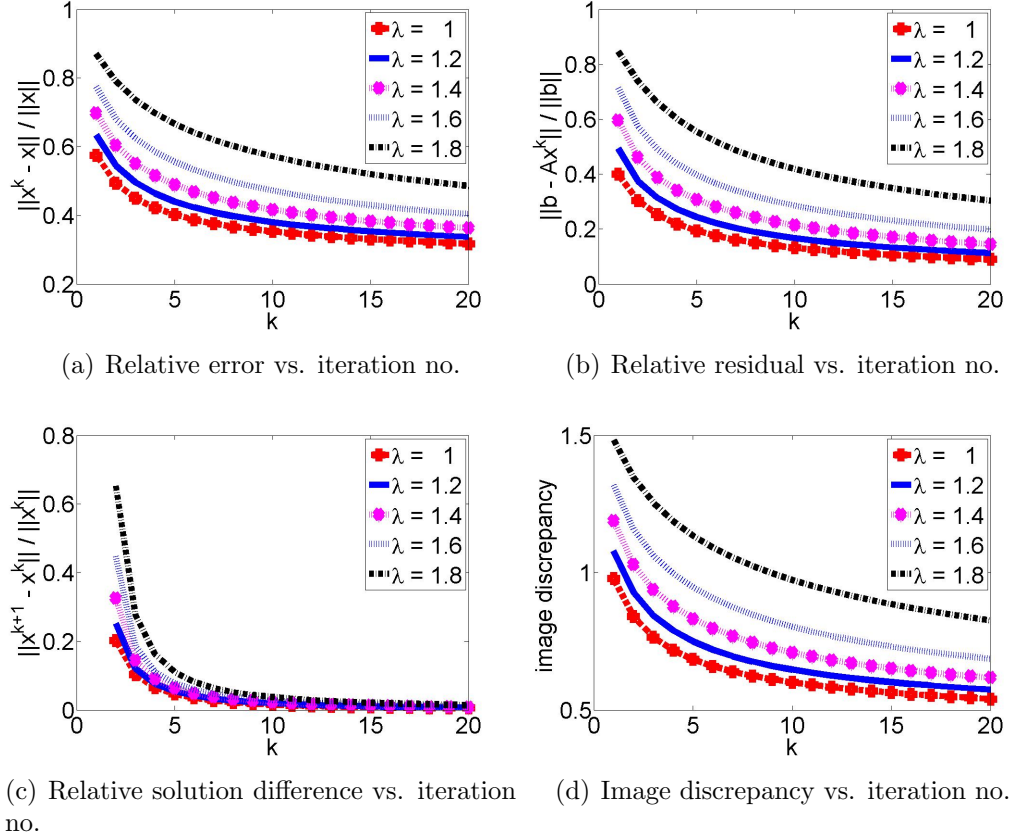 1
0.8
0.6
0.4
0.2
0 5 10 15 20
k
||x^k - x|| / ||x||
λ = 1
λ = 1.2
λ = 1.4
λ = 1.6
λ = 1.8
(a) Relative error vs. iteration no.
1
0.8
0.6
0.4
0.2
0
0 5 10 15 20
k
||b - Ax^k|| / ||b||
λ = 1
λ = 1.2
λ = 1.4
λ = 1.6
λ = 1.8
(b) Relative residual vs. iteration no.
0.8
0.6
0.4
0.2
0
0 5 10 15 20
k
||x^{k+1} - x^k|| / ||x^k||
λ = 1
λ = 1.2
λ = 1.4
λ = 1.6
λ = 1.8
(c) Relative solution difference vs. iteration
no.
1.5
1
0.5
0 5 10 15 20
k
image discrepancy
λ = 1
λ = 1.2
λ = 1.4
λ = 1.6
λ = 1.8
(d) Image discrepancy vs. iteration no.